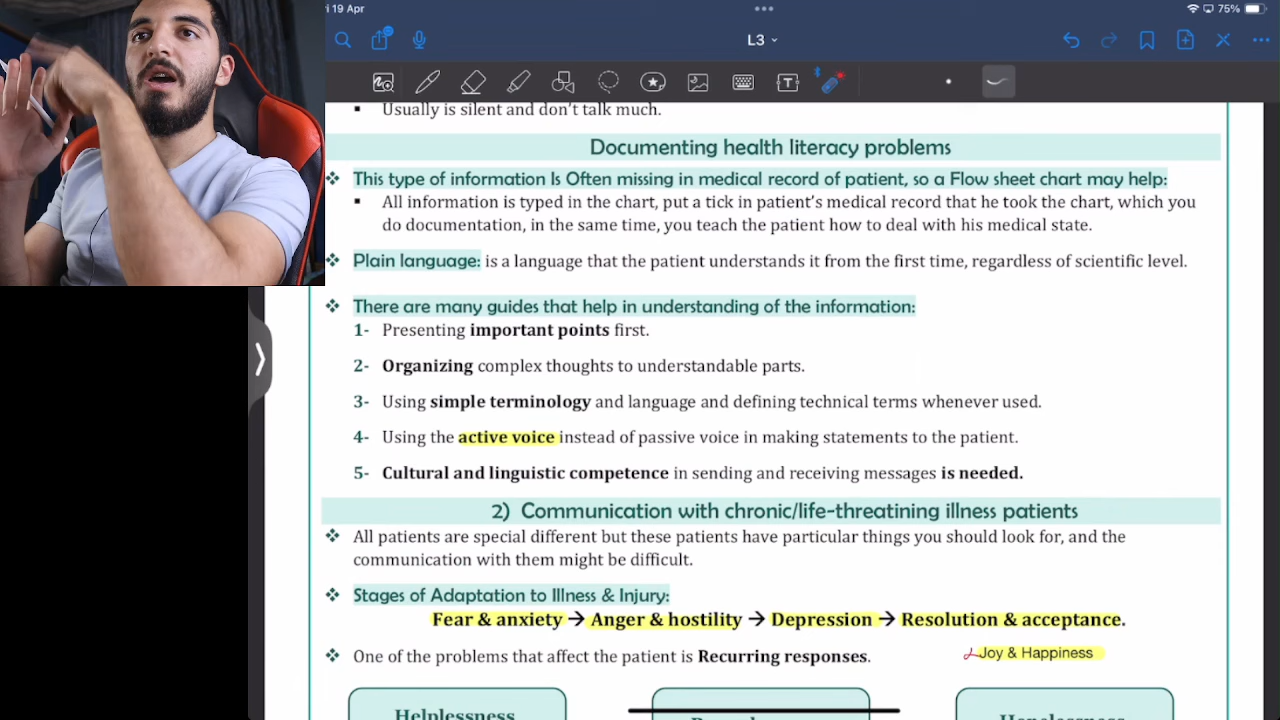 i 19 Apr
75%
L3
Usually is silent and don't talk much.
Documenting health literacy problems
This type of information Is Often missing in medical record of patient, so a Flow sheet chart may help:
All information is typed in the chart, put a tick in patient's medical record that he took the chart, which you
do documentation, in the same time, you teach the patient how to deal with his medical state.
Plain language: is a language that the patient understands it from the first time, regardless of scientific level.
There are many guides that help in understanding of the information:
1- Presenting important points first.
2- Organizing complex thoughts to understandable parts.
3- Using simple terminology and language and defining technical terms whenever used.
4- Using the active voice instead of passive voice in making statements to the patient.
5- Cultural and linguistic competence in sending and receiving messages is needed.
2) Communication with chronic/life-threatining illness patients
All patients are special different but these patients have particular things you should look for, and the
communication with them might be difficult.
Stages of Adaptation to Illness & Injury:
Fear & anxiety → Anger & hostility → Depression → Resolution & acceptance.
One of the problems that affect the patient is Recurring responses.
Joy & Happiness
Helplessness